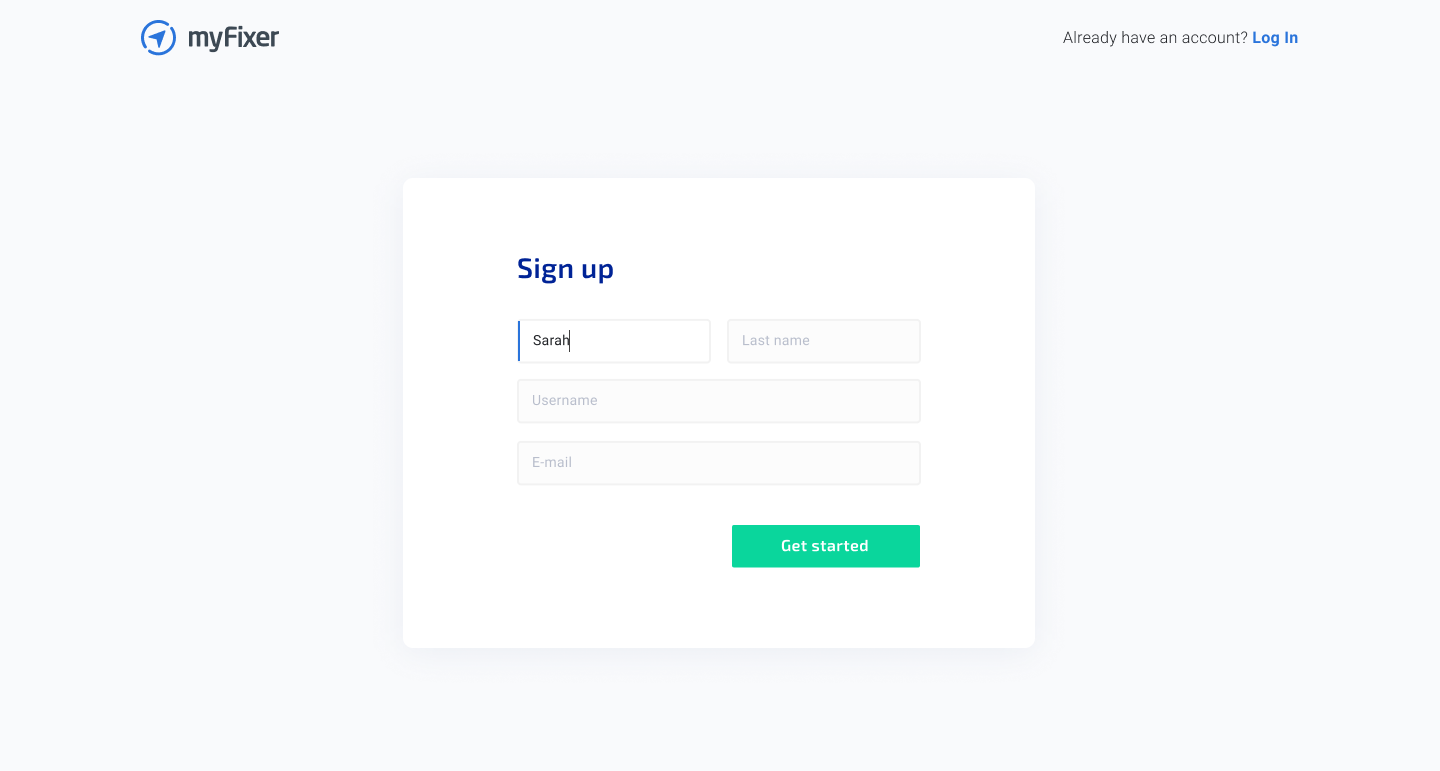 myFixer
Already have an account? Log In
Sign up
Sarah
Last name
Username
E-mail
Get started